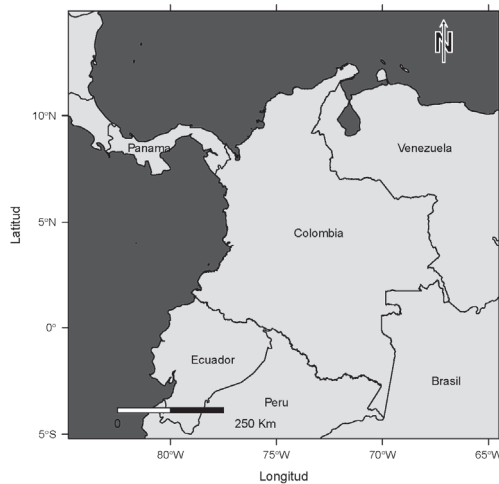 N
10°N
Panama
Venezuela
Latitud
5°N
Colombia
0°
Ecuador
Brasil
Peru
0
250 Km
5°S
80°W
75°W
70°W
65°W
Longitud